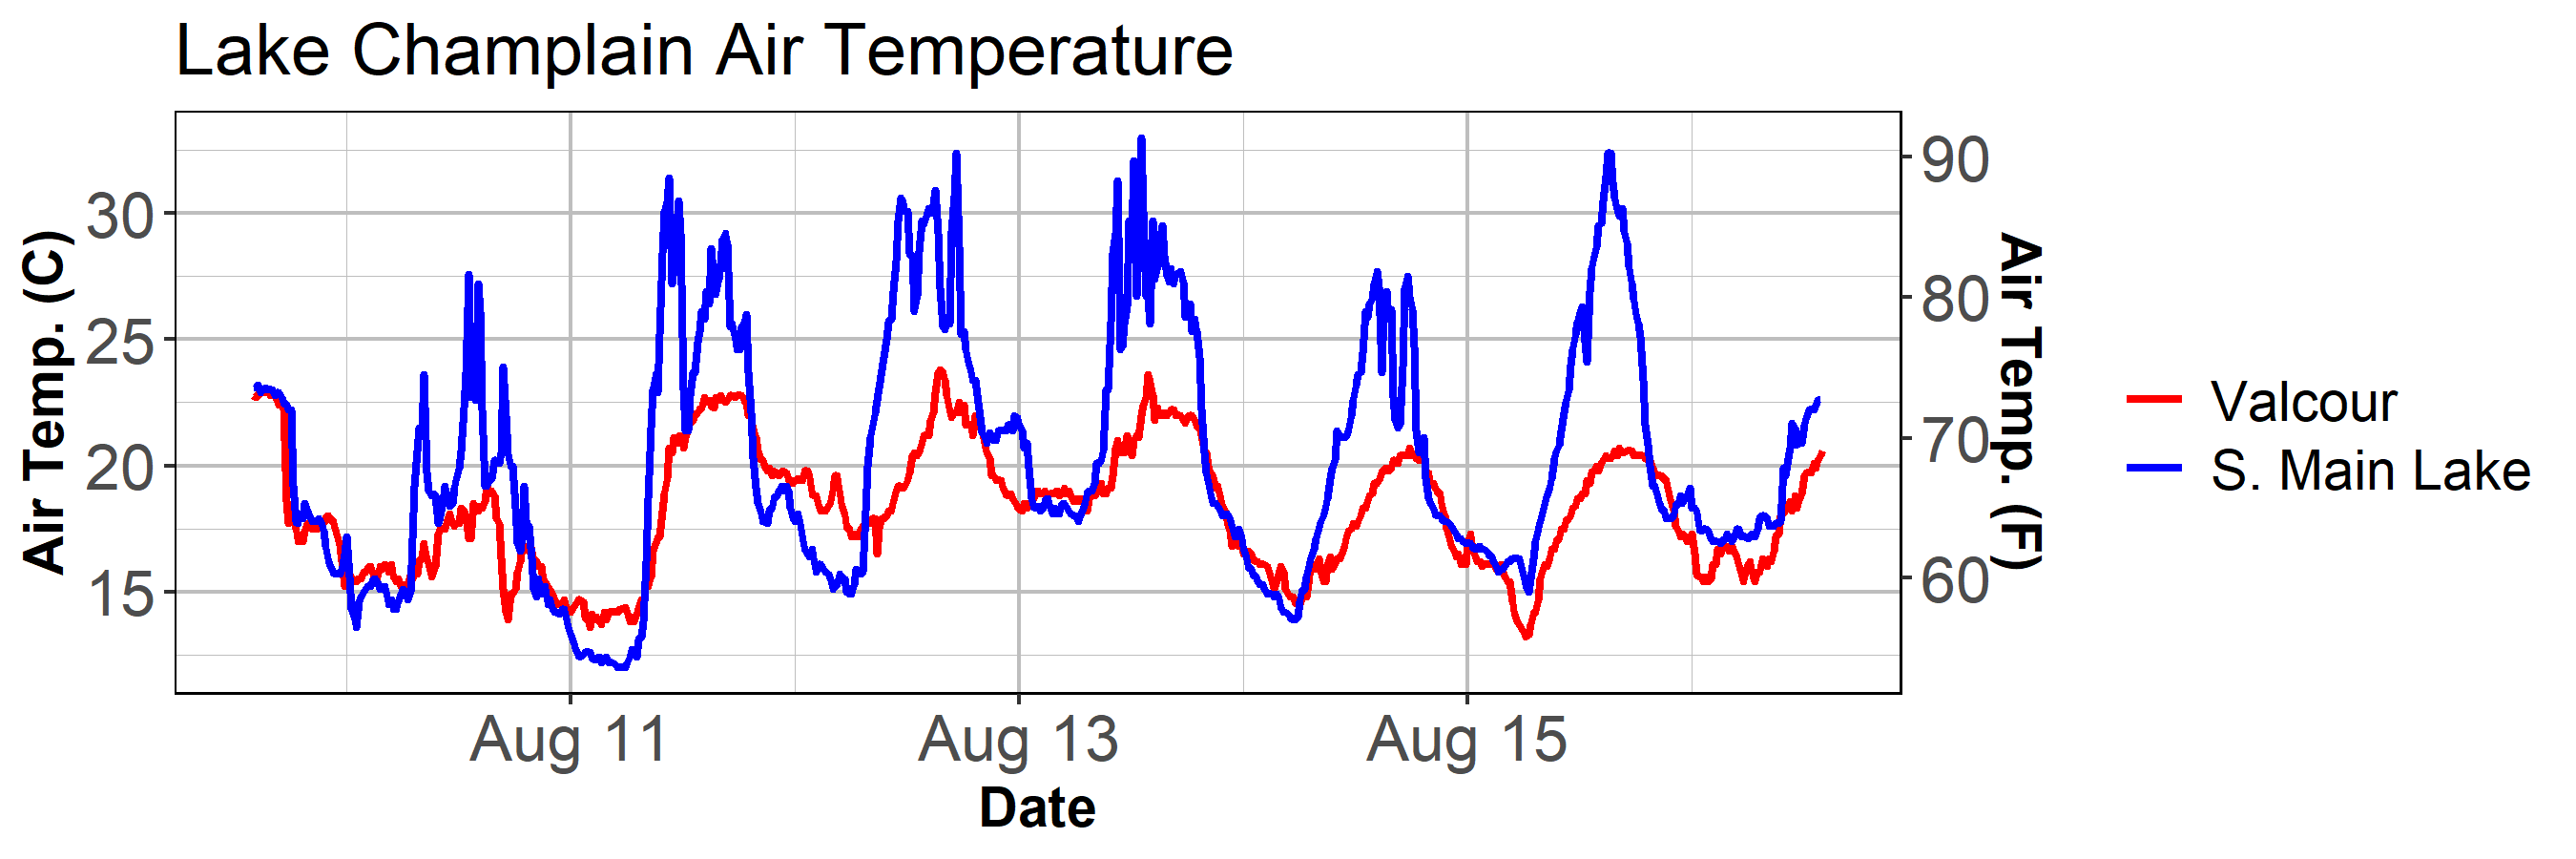 Lake Champlain Air Temperature
Air Temp. (C)
30
25
20
15
90
80
70
60
Air Temp. (F)
Aug 11
Aug 13
Aug 15
Date
Valcour
S. Main Lake